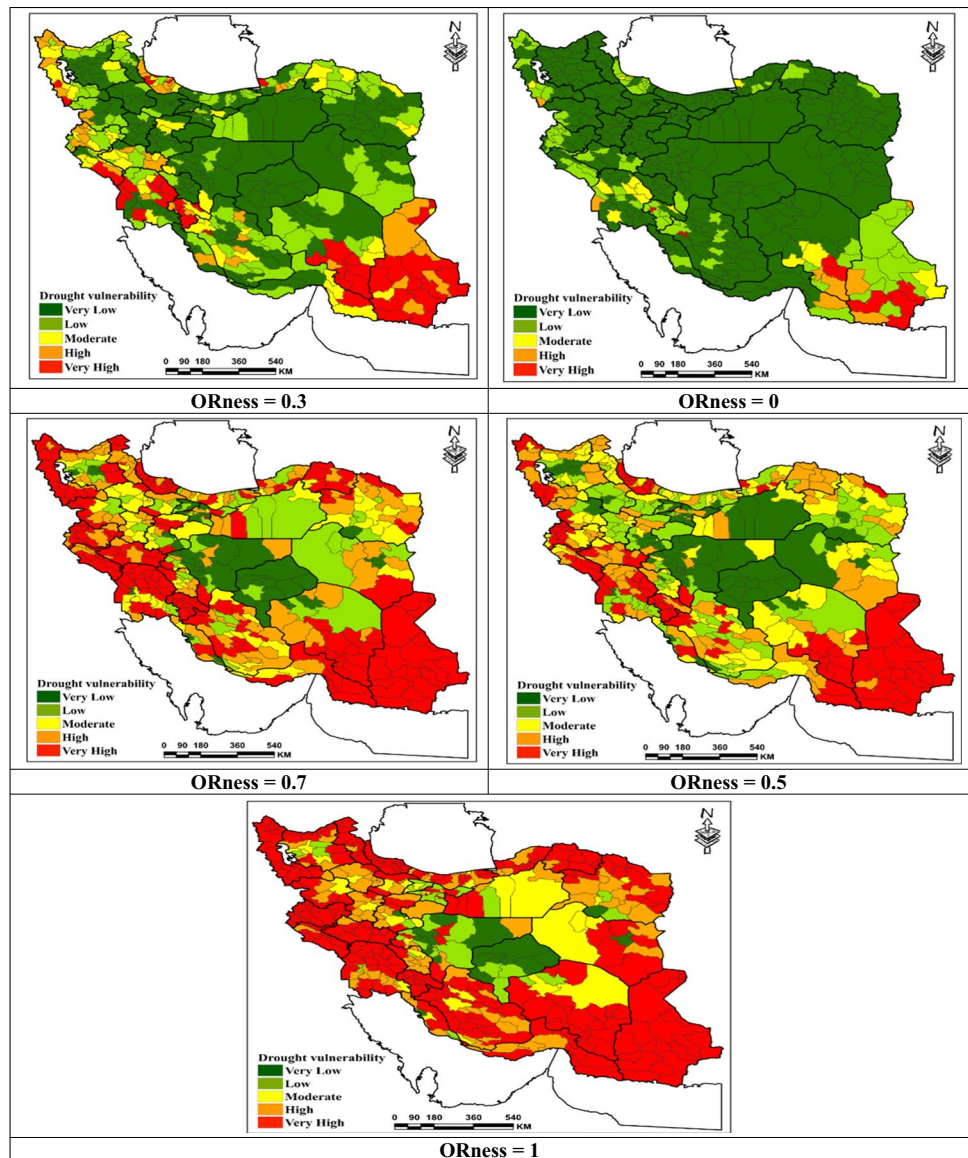 N
Drought vulnerability
Very Low
Low
Moderate
High
Very High
0 90 180 360 540
KM
ORness = 0.3
N
Drought vulnerability
Very Low
Low
Moderate
High
Very High
0 90 180 360 540
KM
ORness = 0
N
Drought vulnerability
Very Low
Low
Moderate
High
Very High
0 90 180 360 540
KM
ORness = 0.7
N
Drought vulnerability
Very Low
Low
Moderate
High
Very High
0 90 180 360 540
KM
ORness = 0.5
N
Drought vulnerability
Very Low
Low
Moderate
High
Very High
0 90 180 360 540
KM
ORness = 1